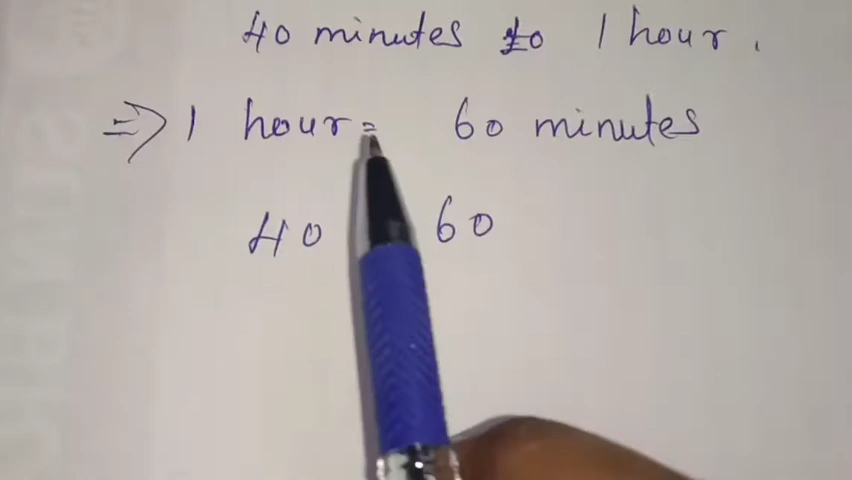 40 minutes to 1 hour.
⇒ 1 hour = 60 minutes
40 60